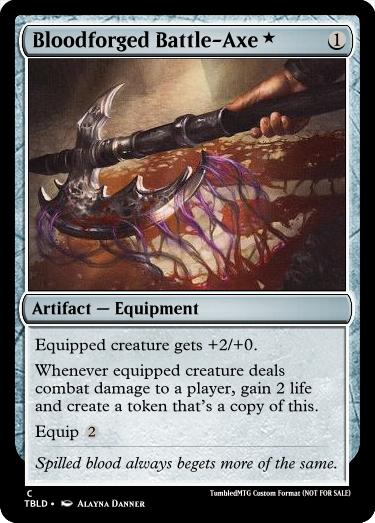 Bloodforged Battle-Axe ★ 1
Artifact — Equipment
Equipped creature gets +2/+0.
Whenever equipped creature deals
combat damage to a player, gain 2 life
and create a token that's a copy of this.
Equip 2
Spilled blood always begets more of the same.
C
TumbledMTG Custom Format (NOT FOR SALE)
TBLD • Alayna Danner